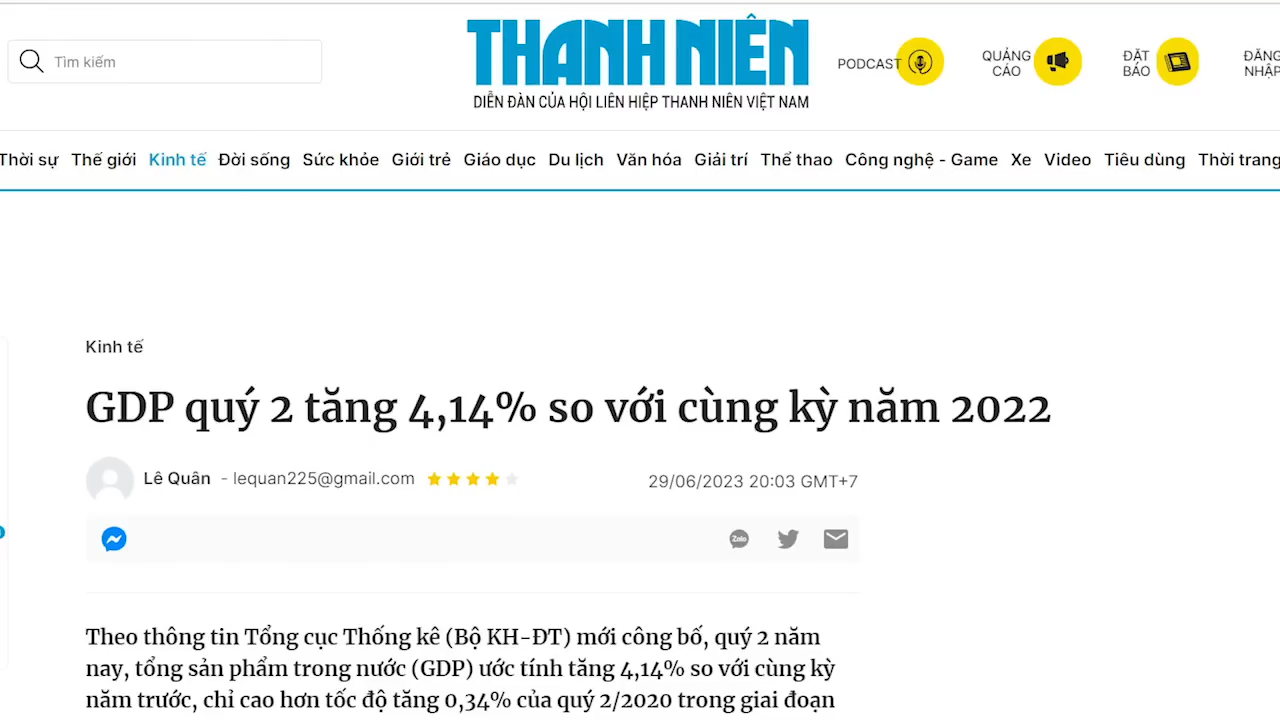 Tìm kiếm
THANH NIÊN
DIỄN ĐÀN CỦA HỘI LIÊN HIỆP THANH NIÊN VIỆT NAM
PODCAST
QUẢNG
CÁO
ĐẶT
BÁO
ĐĂNG
NHẬP
Thời sự Thế giới Kinh tế Đời sống Sức khỏe Giới trẻ Giáo dục Du lịch Văn hóa Giải trí Thể thao Công nghệ - Game Xe Video Tiêu dùng Thời trang
Kinh tế
GDP quý 2 tăng 4,14% so với cùng kỳ năm 2022
Lê Quân - lequan225@gmail.com
29/06/2023 20:03 GMT+7
Zalo
Theo thông tin Tổng cục Thống kê (Bộ KH-ĐT) mới công bố, quý 2 năm
nay, tổng sản phẩm trong nước (GDP) ước tính tăng 4,14% so với cùng kỳ
năm trước, chỉ cao hơn tốc độ tăng 0,34% của quý 2/2020 trong giai đoạn